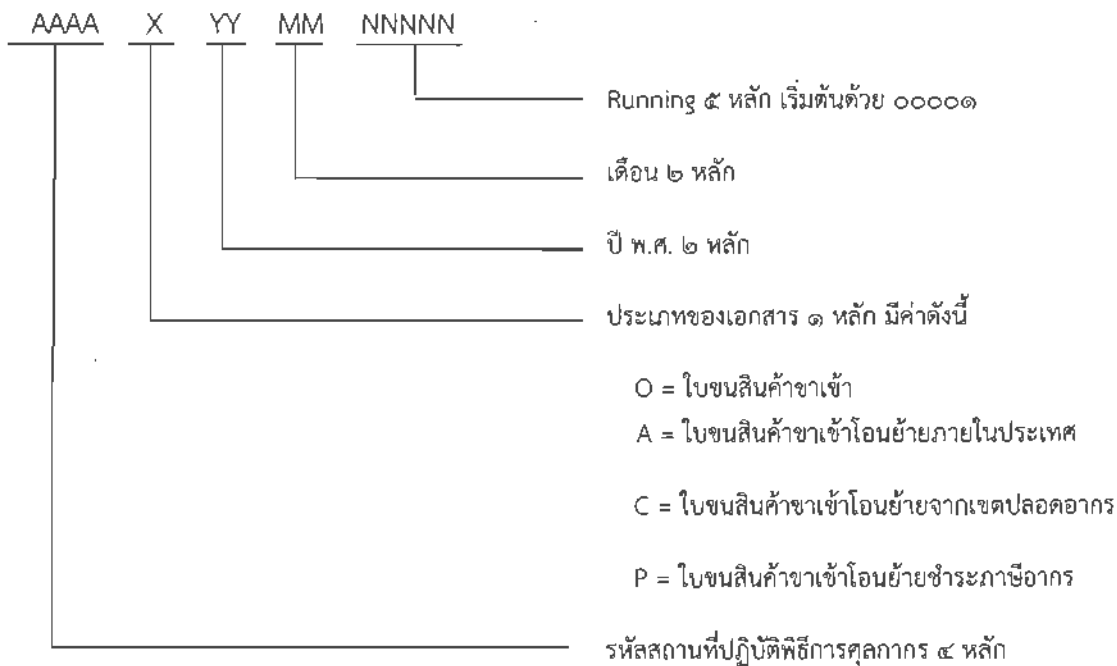 AAAA X YY MM NNNNN
Running ๕ หลัก เริ่มต้นด้วย ๐๐๐๐๑
เดือน ๒ หลัก
ปี พ.ศ. ๒ หลัก
ประเภทของเอกสาร ๑ หลัก มีค่าดังนี้
O = ใบขนสินค้าขาเข้า
A = ใบขนสินค้าขาเข้าโอนย้ายภายในประเทศ
C = ใบขนสินค้าขาเข้าโอนย้ายจากเขตปลอดอากร
P = ใบขนสินค้าขาเข้าโอนย้ายชำระภาษีอากร
รหัสสถานที่ปฏิบัติพิธีการศุลกากร ๔ หลัก